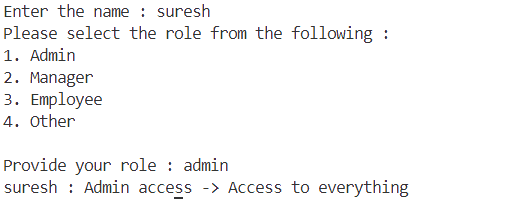 Enter the name : suresh
Please select the role from the following :
1. Admin
2. Manager
3. Employee
4. Other
Provide your role : admin
suresh : Admin access -> Access to everything